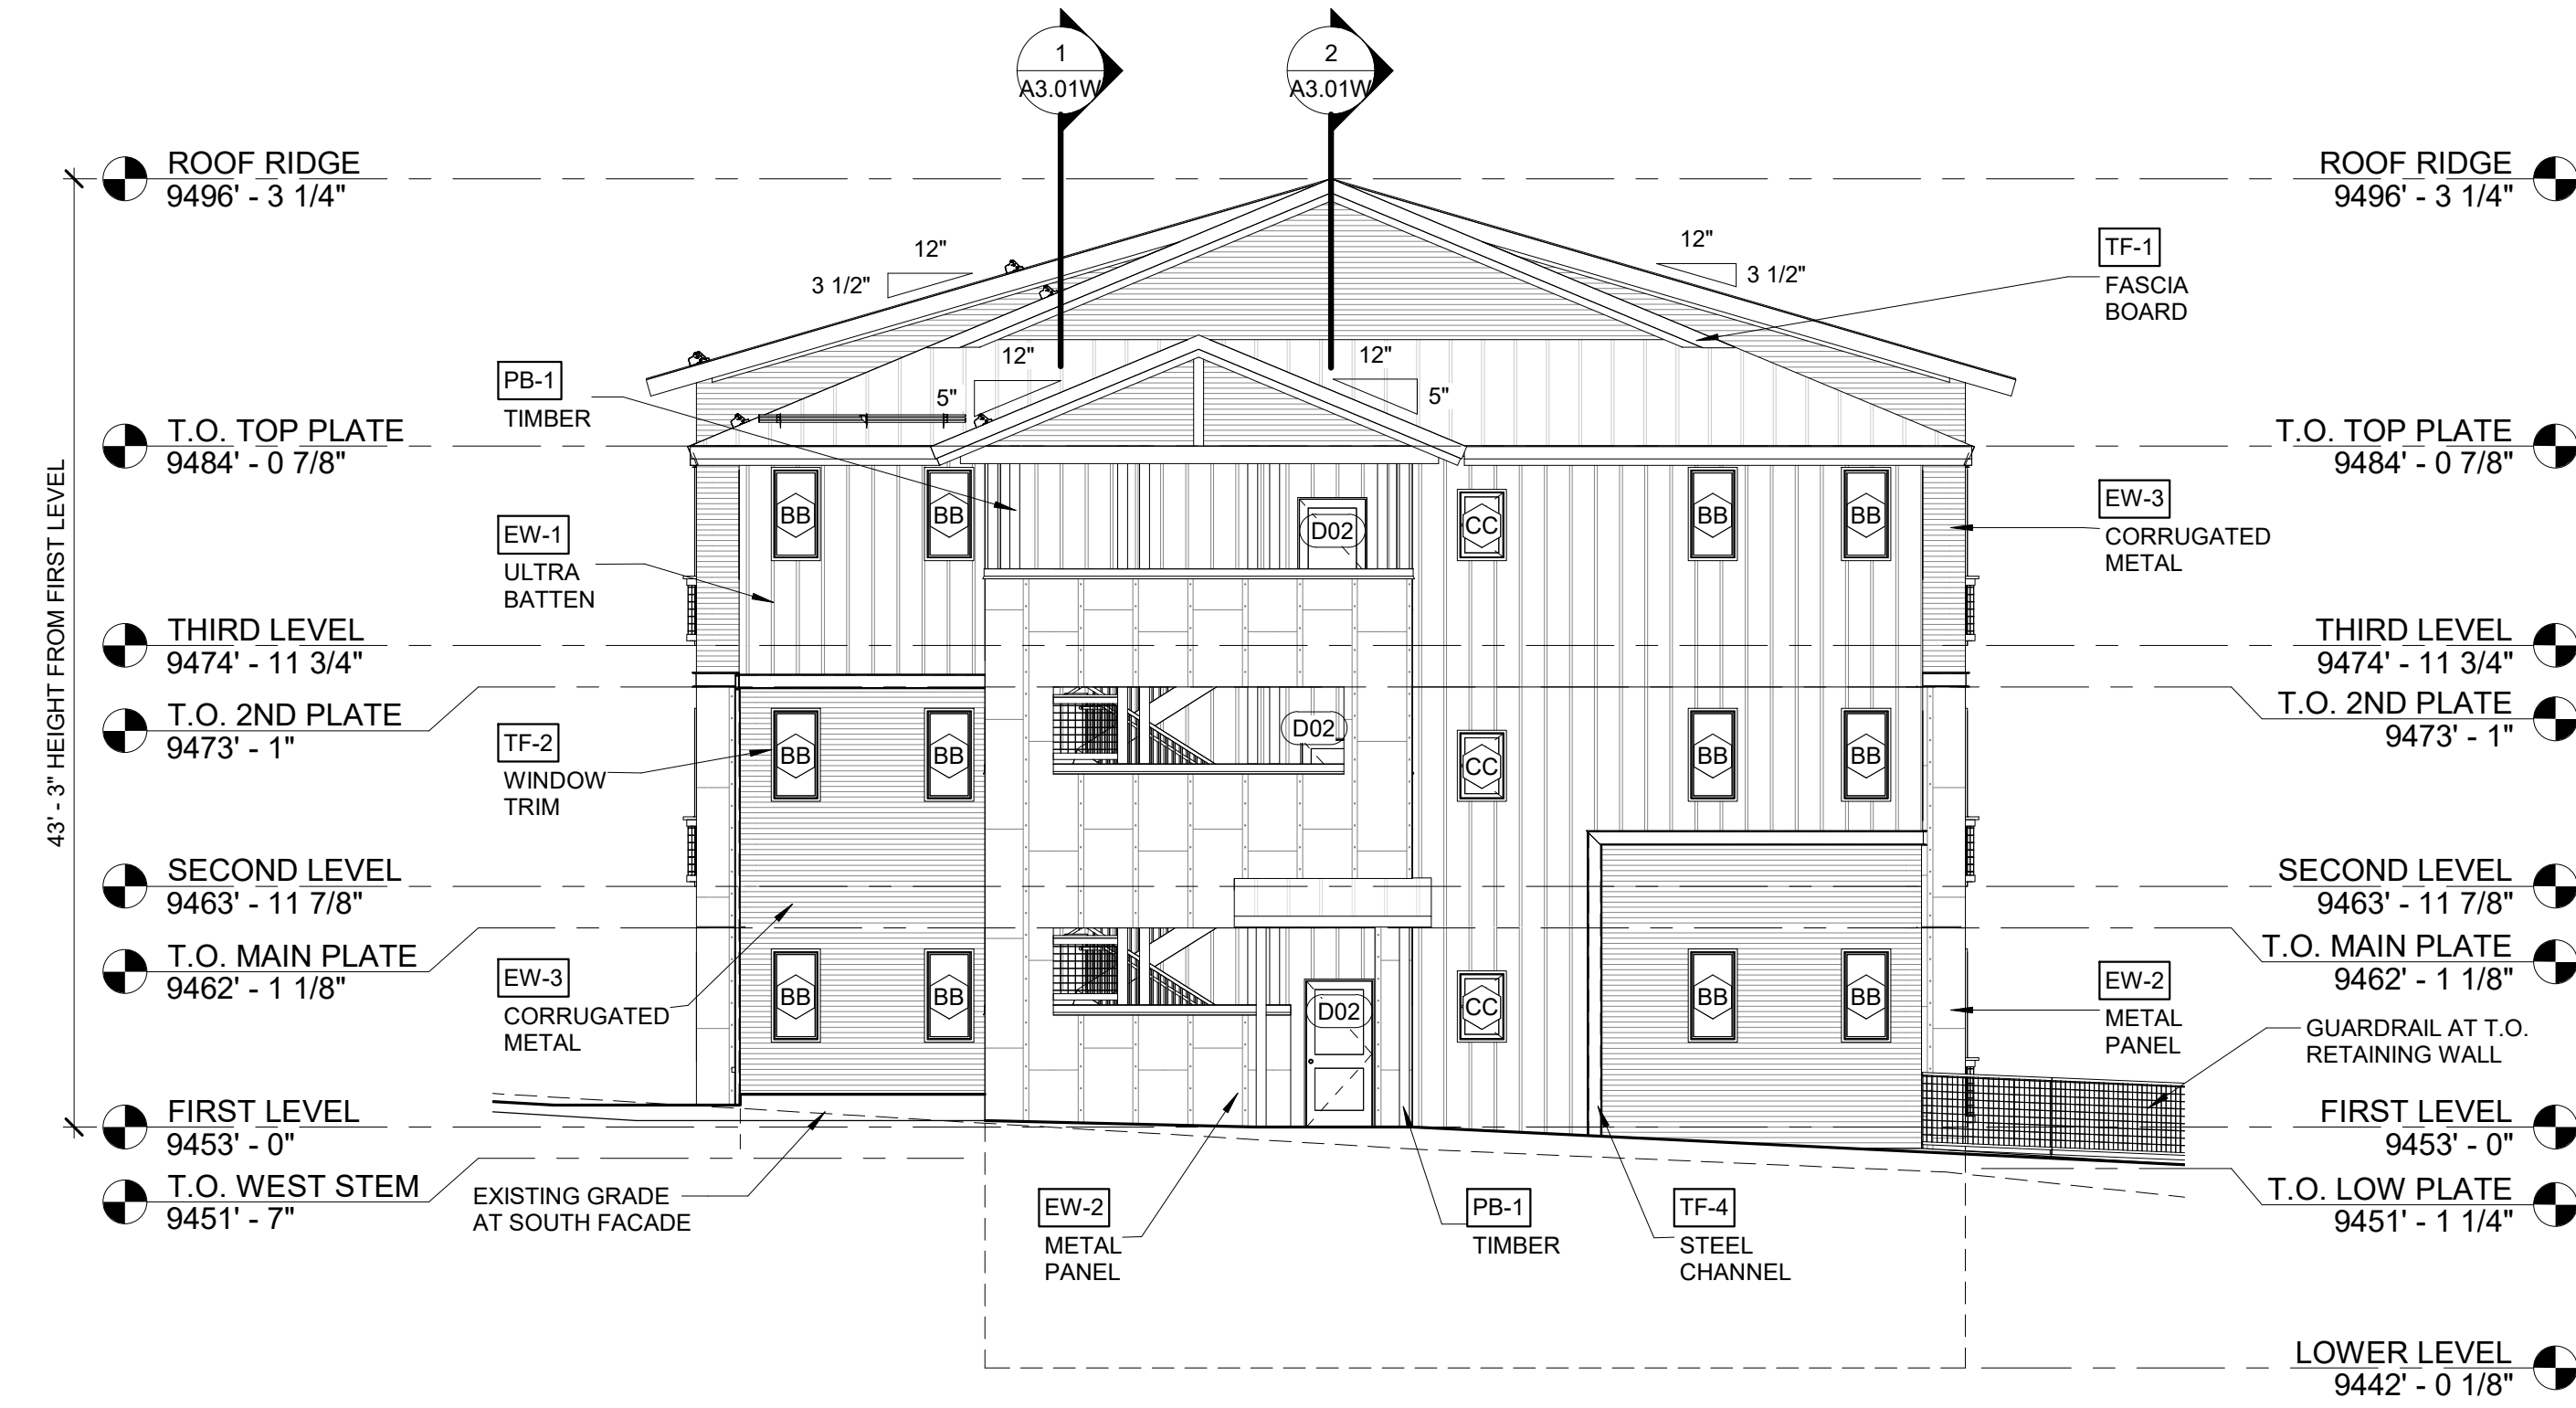 1
A3.01W
2
A3.01W
ROOF RIDGE
9496' - 3 1/4"
ROOF RIDGE
9496' - 3 1/4"
12"
3 1/2"
12"
3 1/2"
TF-1
FASCIA
BOARD
12"
5"
12"
5"
PB-1
TIMBER
T.O. TOP PLATE
9484' - 0 7/8"
T.O. TOP PLATE
9484' - 0 7/8"
43' - 3" HEIGHT FROM FIRST LEVEL
BB
BB
D02
CC
BB
BB
EW-1
ULTRA
BATTEN
EW-3
CORRUGATED
METAL
THIRD LEVEL
9474' - 11 3/4"
THIRD LEVEL
9474' - 11 3/4"
T.O. 2ND PLATE
9473' - 1"
T.O. 2ND PLATE
9473' - 1"
TF-2
WINDOW
TRIM
BB
BB
D02
CC
BB
BB
SECOND LEVEL
9463' - 11 7/8"
SECOND LEVEL
9463' - 11 7/8"
T.O. MAIN PLATE
9462' - 1 1/8"
T.O. MAIN PLATE
9462' - 1 1/8"
EW-3
CORRUGATED
METAL
BB
BB
D02
CC
BB
BB
EW-2
METAL
PANEL
GUARDRAIL AT T.O.
RETAINING WALL
FIRST LEVEL
9453' - 0"
FIRST LEVEL
9453' - 0"
T.O. WEST STEM
9451' - 7"
EXISTING GRADE
AT SOUTH FACADE
EW-2
METAL
PANEL
PB-1
TIMBER
TF-4
STEEL
CHANNEL
T.O. LOW PLATE
9451' - 1 1/4"
LOWER LEVEL
9442' - 0 1/8"